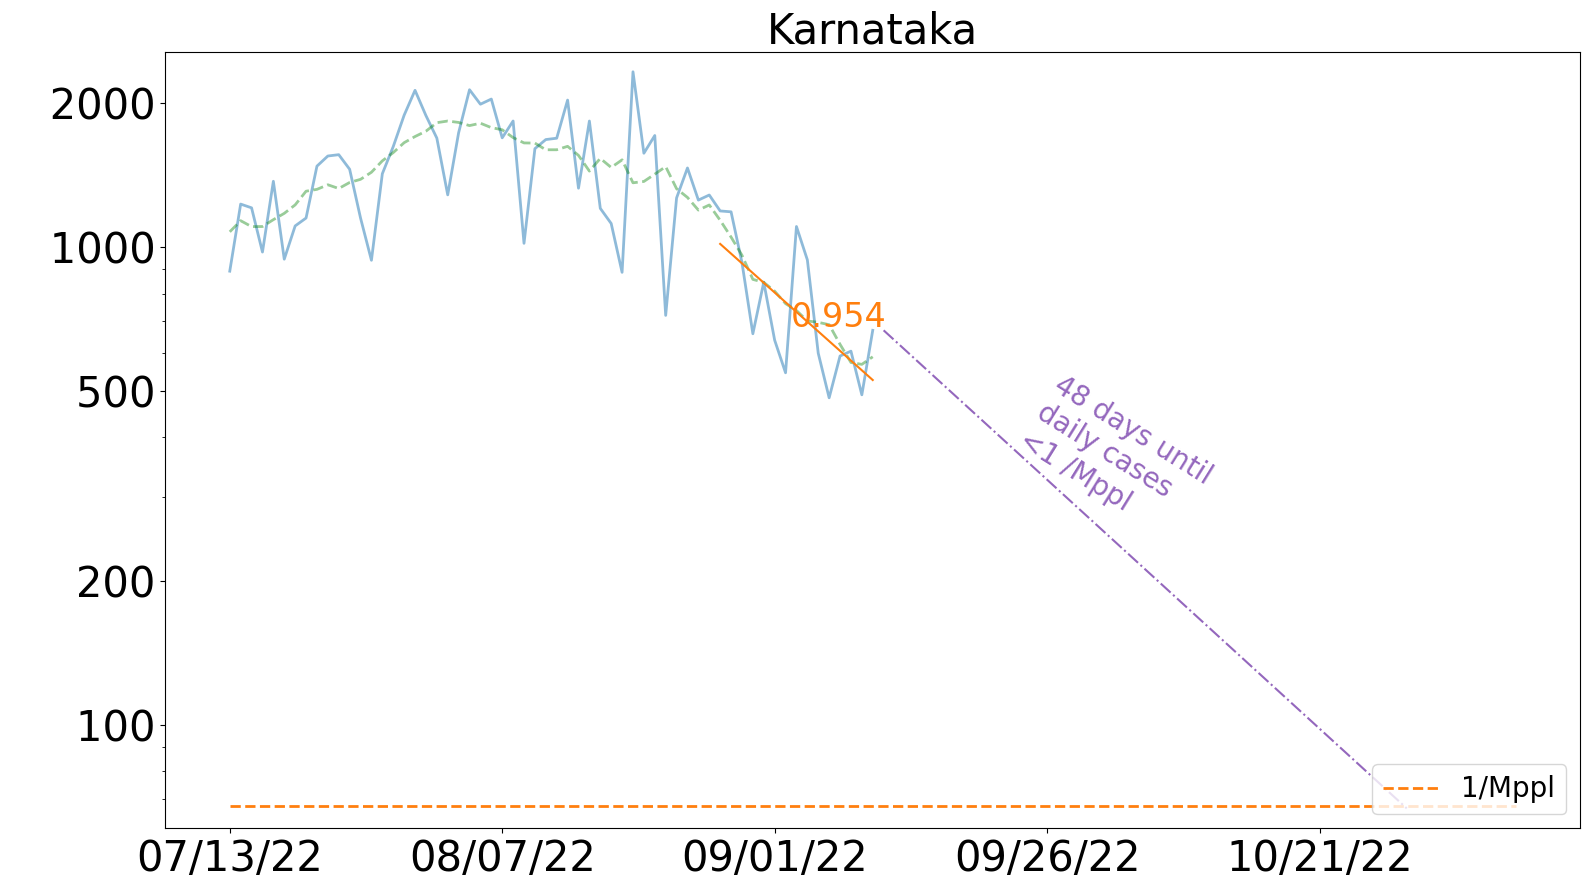 Karnataka
2000
1000
500
200
100
0.954
48 days until
daily cases
<1 /Mppl
1/Mppl
07/13/22
08/07/22
09/01/22
09/26/22
10/21/22